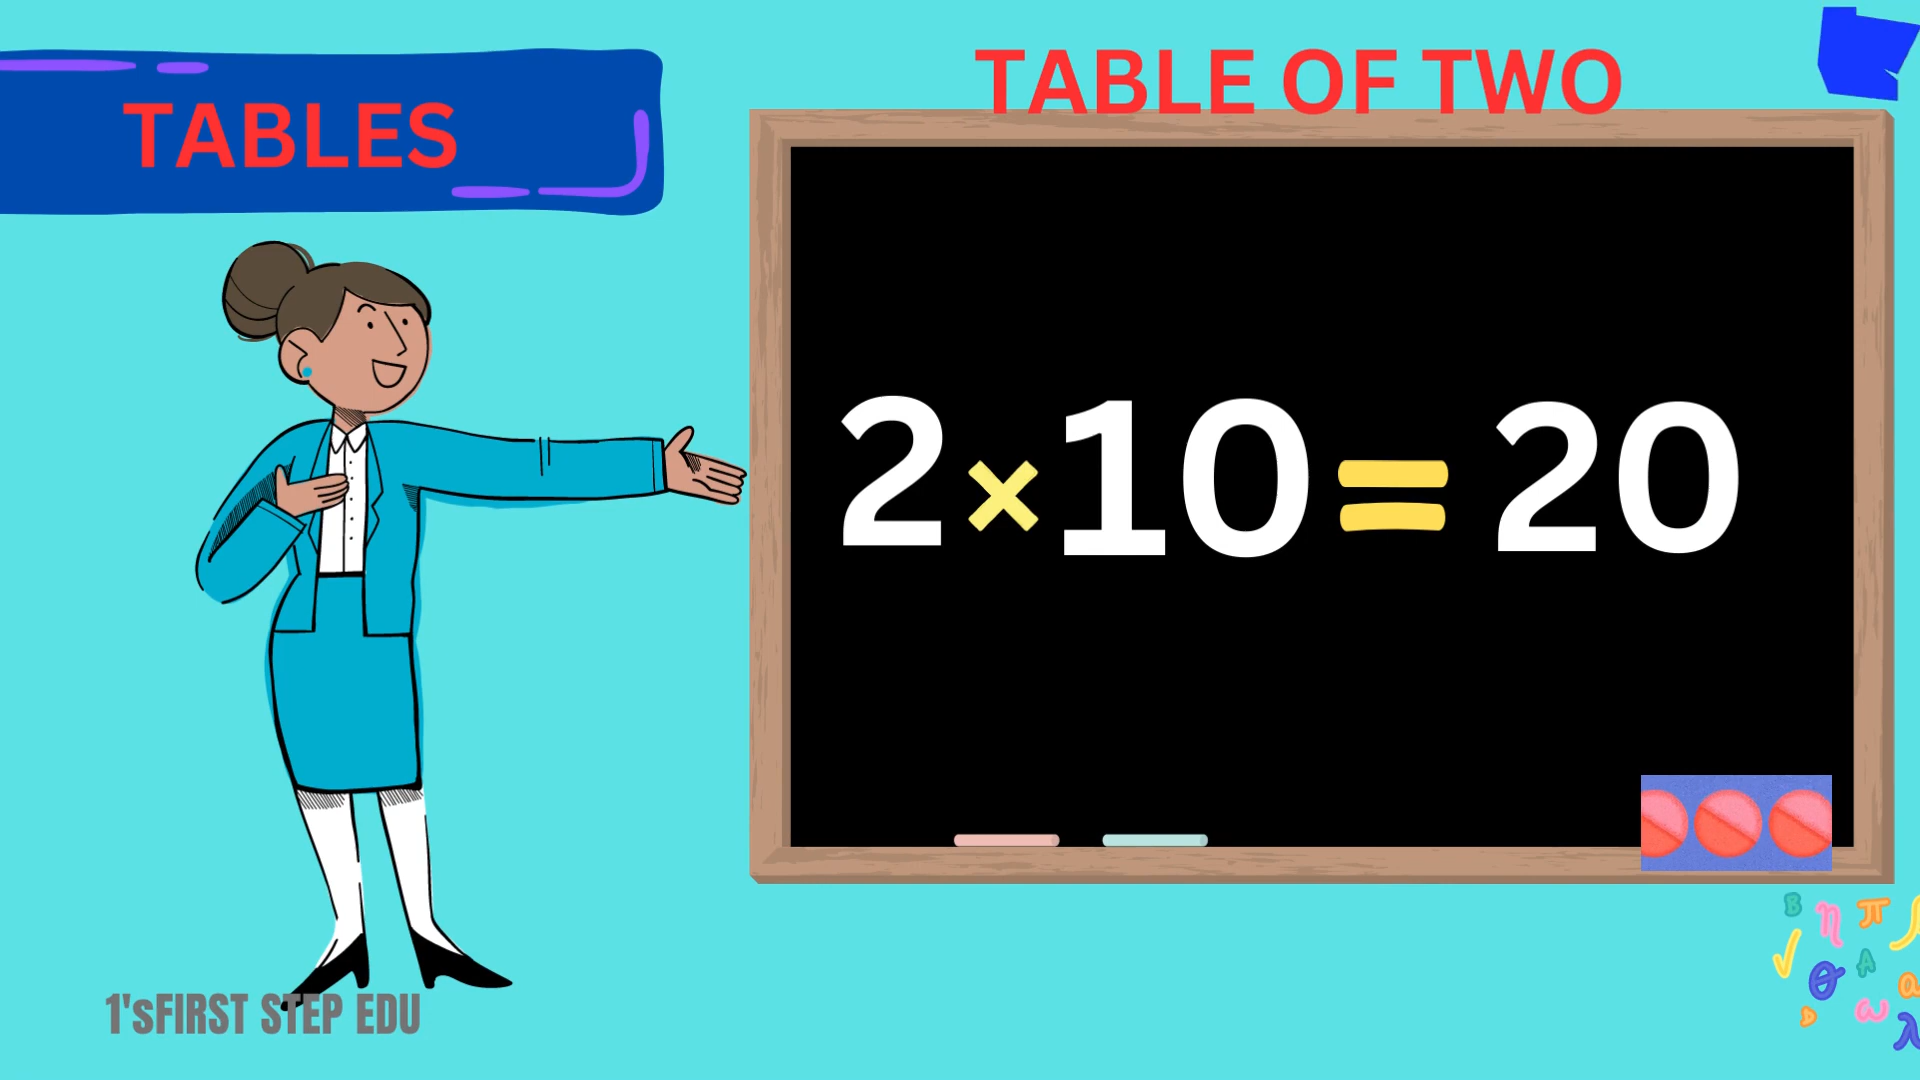 TABLES
TABLE OF TWO
2×10=20
B η π
√ θ A a
D ω λ
1'sFIRST STEP EDU